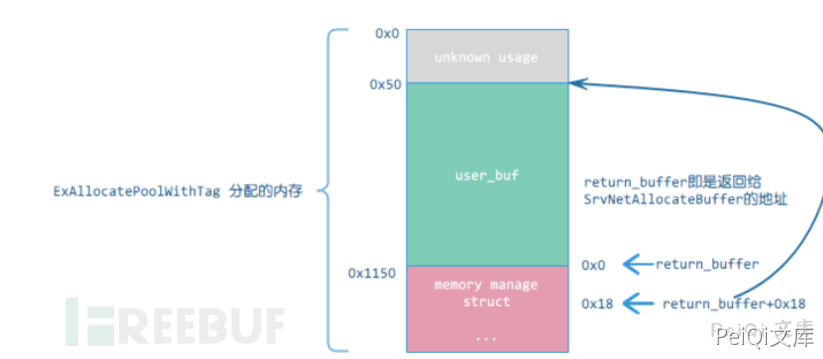 0x0
unknown usage
0x50
user_buf
ExAllocatePoolWithTag 分配的内存
return_buffer即是返回给
SrvNetAllocateBuffer的地址
0x1150
0x0
return_buffer
memory manage
struct
...
0x18
return_buffer+0x18
FREEBUF
PeiQi 文库
PeiQi文库